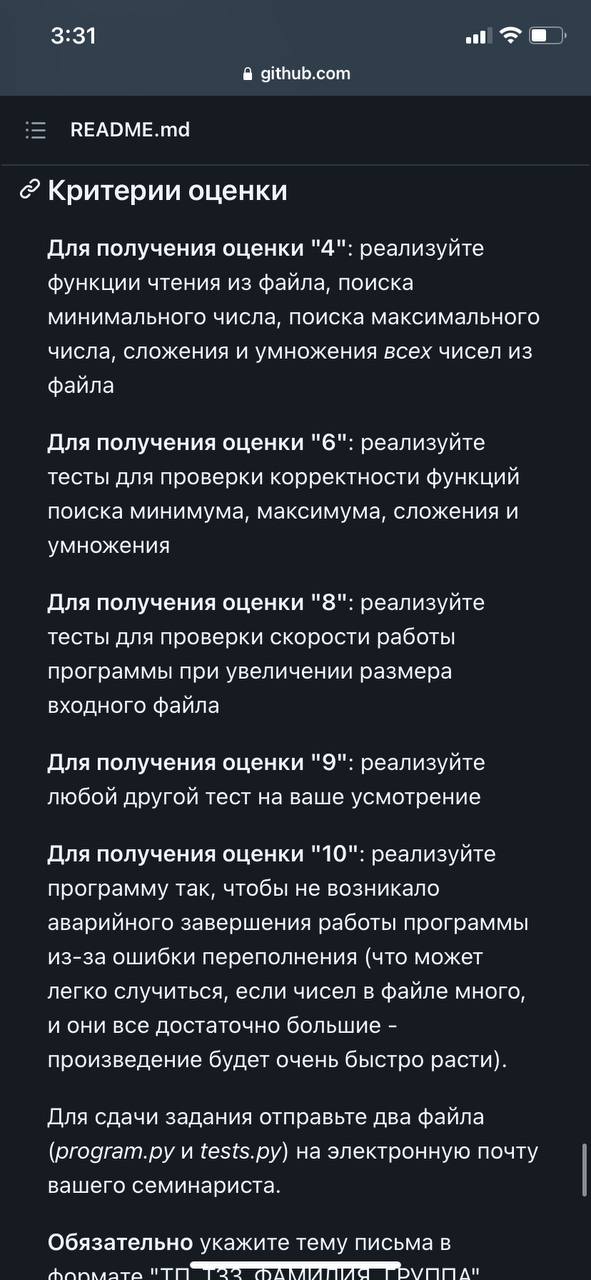 3:31
github.com
README.md
Критерии оценки
Для получения оценки "4": реализуйте
функции чтения из файла, поиска
минимального числа, поиска максимального
числа, сложения и умножения всех чисел из
файла
Для получения оценки "6": реализуйте
тесты для проверки корректности функций
поиска минимума, максимума, сложения и
умножения
Для получения оценки "8": реализуйте
тесты для проверки скорости работы
программы при увеличении размера
входного файла
Для получения оценки "9": реализуйте
любой другой тест на ваше усмотрение
Для получения оценки "10": реализуйте
программу так, чтобы не возникало
аварийного завершения работы программы
из-за ошибки переполнения (что может
легко случиться, если чисел в файле много,
и они все достаточно большие -
произведение будет очень быстро расти).
Для сдачи задания отправьте два файла
(program.py и tests.py) на электронную почту
вашего семинариста.
Обязательно укажите тему письма в
формате "ТП_ТЗ3_ФАМИЛИЯ_ГРУППА"